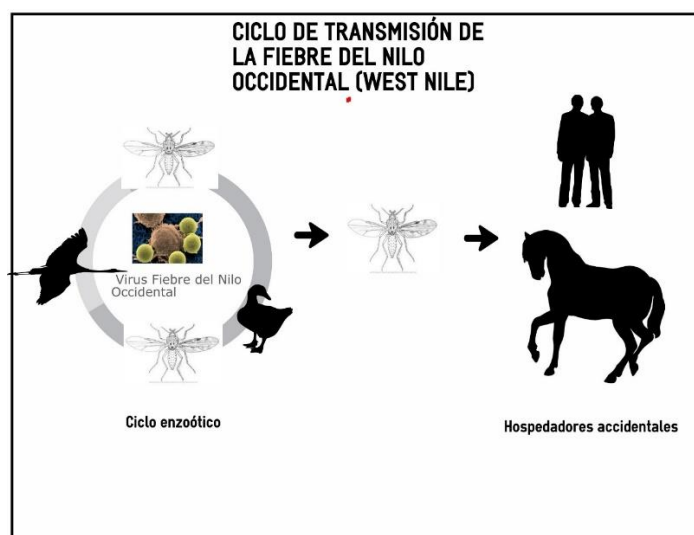 CICLO DE TRANSMISIÓN DE
LA FIEBRE DEL NILO
OCCIDENTAL (WEST NILE)
Virus Fiebre del Nilo
Occidental
Ciclo enzoótico
Hospedadores accidentales